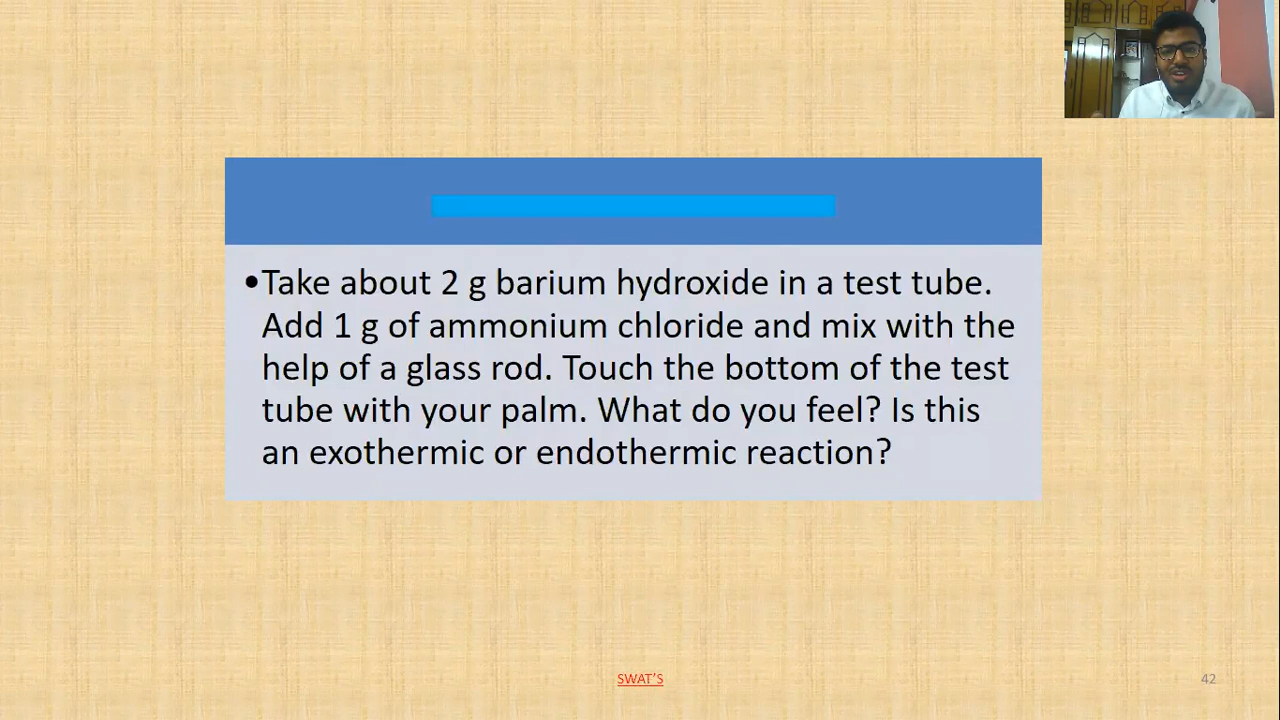 •Take about 2 g barium hydroxide in a test tube.
Add 1 g of ammonium chloride and mix with the
help of a glass rod. Touch the bottom of the test
tube with your palm. What do you feel? Is this
an exothermic or endothermic reaction?
SWAT'S
42